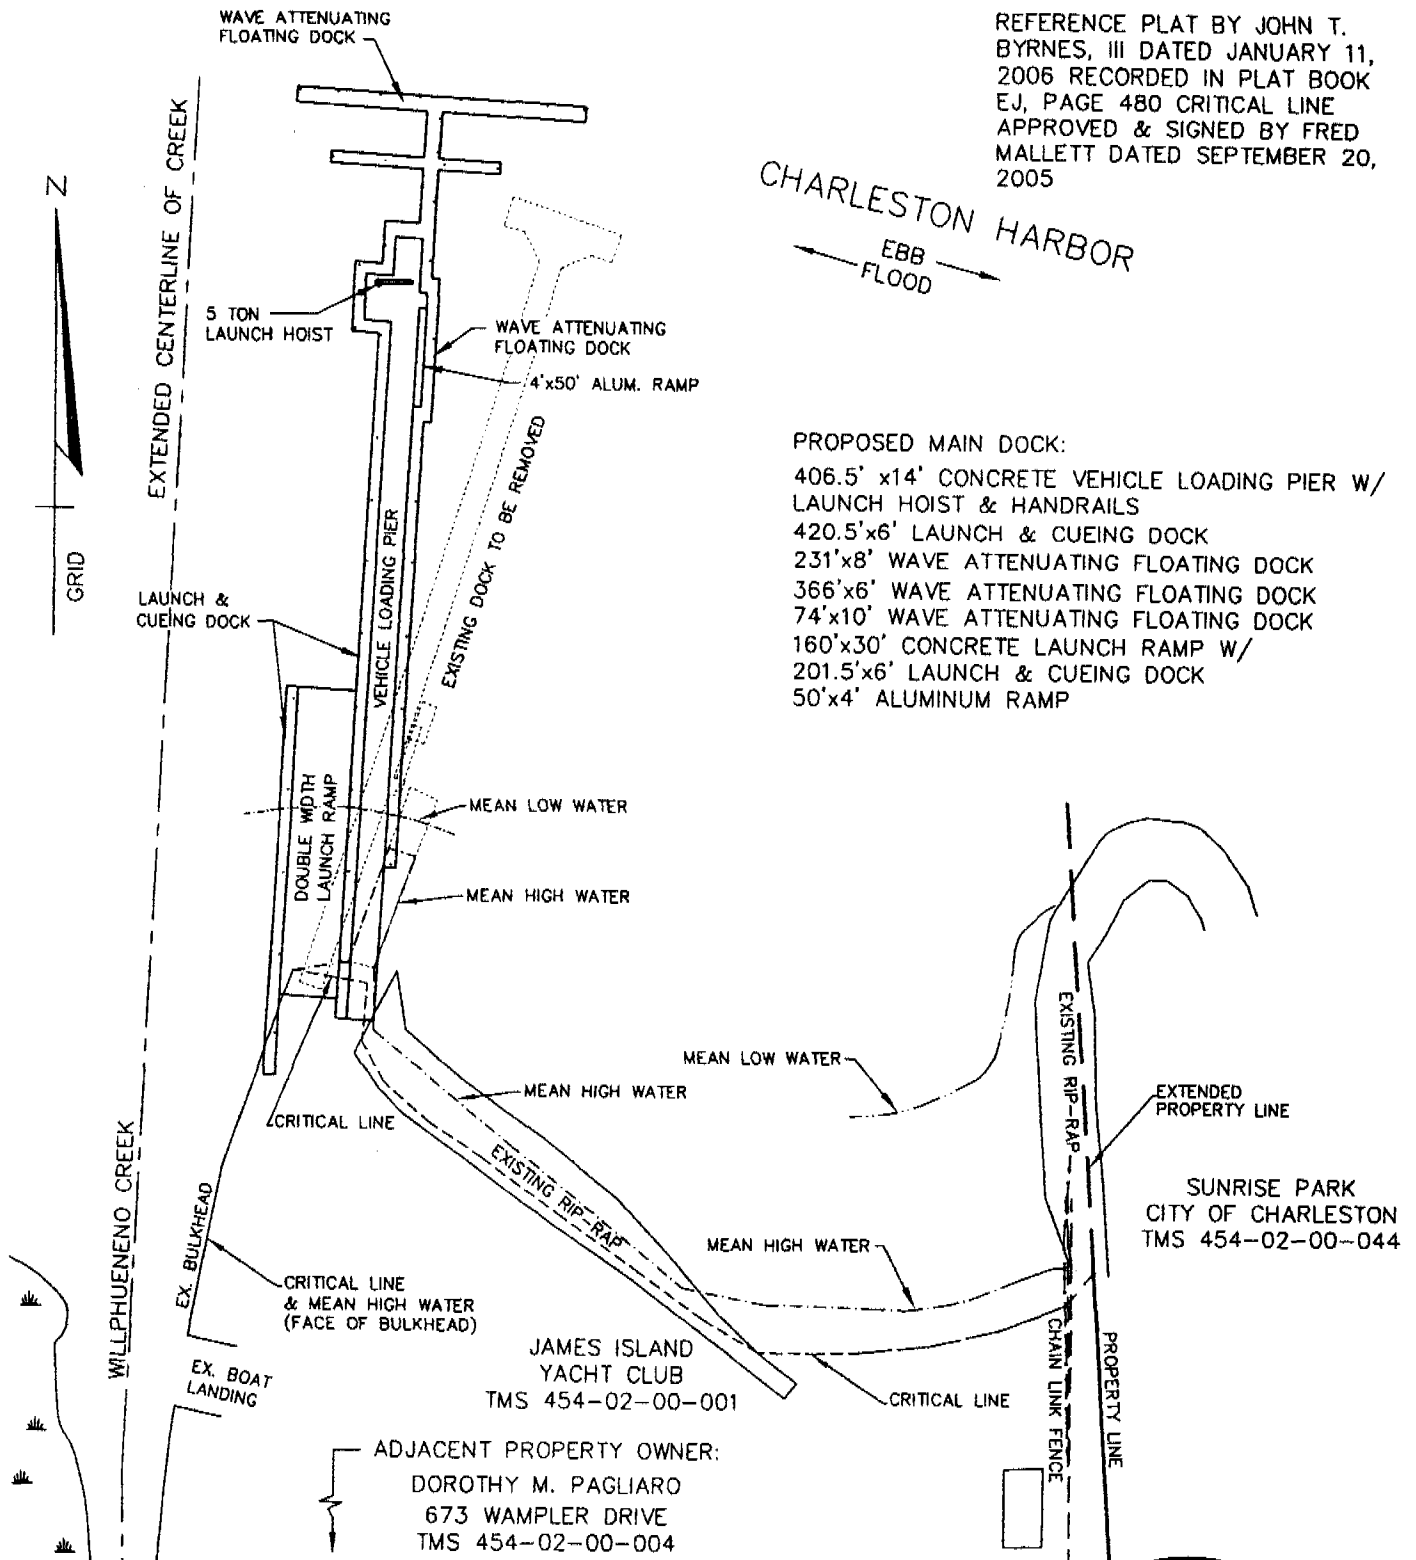 WAVE ATTENUATING
FLOATING DOCK
REFERENCE PLAT BY JOHN T.
BYRNES, III DATED JANUARY 11,
2006 RECORDED IN PLAT BOOK
EJ, PAGE 480 CRITICAL LINE
APPROVED & SIGNED BY FRED
MALLETT DATED SEPTEMBER 20,
2005
N
GRID
EXTENDED CENTERLINE OF CREEK
CHARLESTON HARBOR
EBB
FLOOD
5 TON
LAUNCH HOIST
WAVE ATTENUATING
FLOATING DOCK
4'x50' ALUM. RAMP
EXISTING DOCK TO BE REMOVED
VEHICLE LOADING PIER
PROPOSED MAIN DOCK:
406.5' x14' CONCRETE VEHICLE LOADING PIER W/
LAUNCH HOIST & HANDRAILS
420.5'x6' LAUNCH & CUEING DOCK
231'x8' WAVE ATTENUATING FLOATING DOCK
366'x6' WAVE ATTENUATING FLOATING DOCK
74'x10' WAVE ATTENUATING FLOATING DOCK
160'x30' CONCRETE LAUNCH RAMP W/
201.5'x6' LAUNCH & CUEING DOCK
50'x4' ALUMINUM RAMP
LAUNCH &
CUEING DOCK
DOUBLE WIDTH
LAUNCH RAMP
MEAN LOW WATER
MEAN HIGH WATER
MEAN LOW WATER
MEAN HIGH WATER
CRITICAL LINE
EXISTING RIP-RAP
EXISTING RIP-RAP
EXTENDED
PROPERTY LINE
SUNRISE PARK
CITY OF CHARLESTON
TMS 454-02-00-044
WILLPHUENENO CREEK
EX. BULKHEAD
CRITICAL LINE
& MEAN HIGH WATER
(FACE OF BULKHEAD)
MEAN HIGH WATER
EX. BOAT
LANDING
JAMES ISLAND
YACHT CLUB
TMS 454-02-00-001
CRITICAL LINE
CHAIN LINK FENCE
PROPERTY LINE
ADJACENT PROPERTY OWNER:
DOROTHY M. PAGLIARO
673 WAMPLER DRIVE
TMS 454-02-00-004